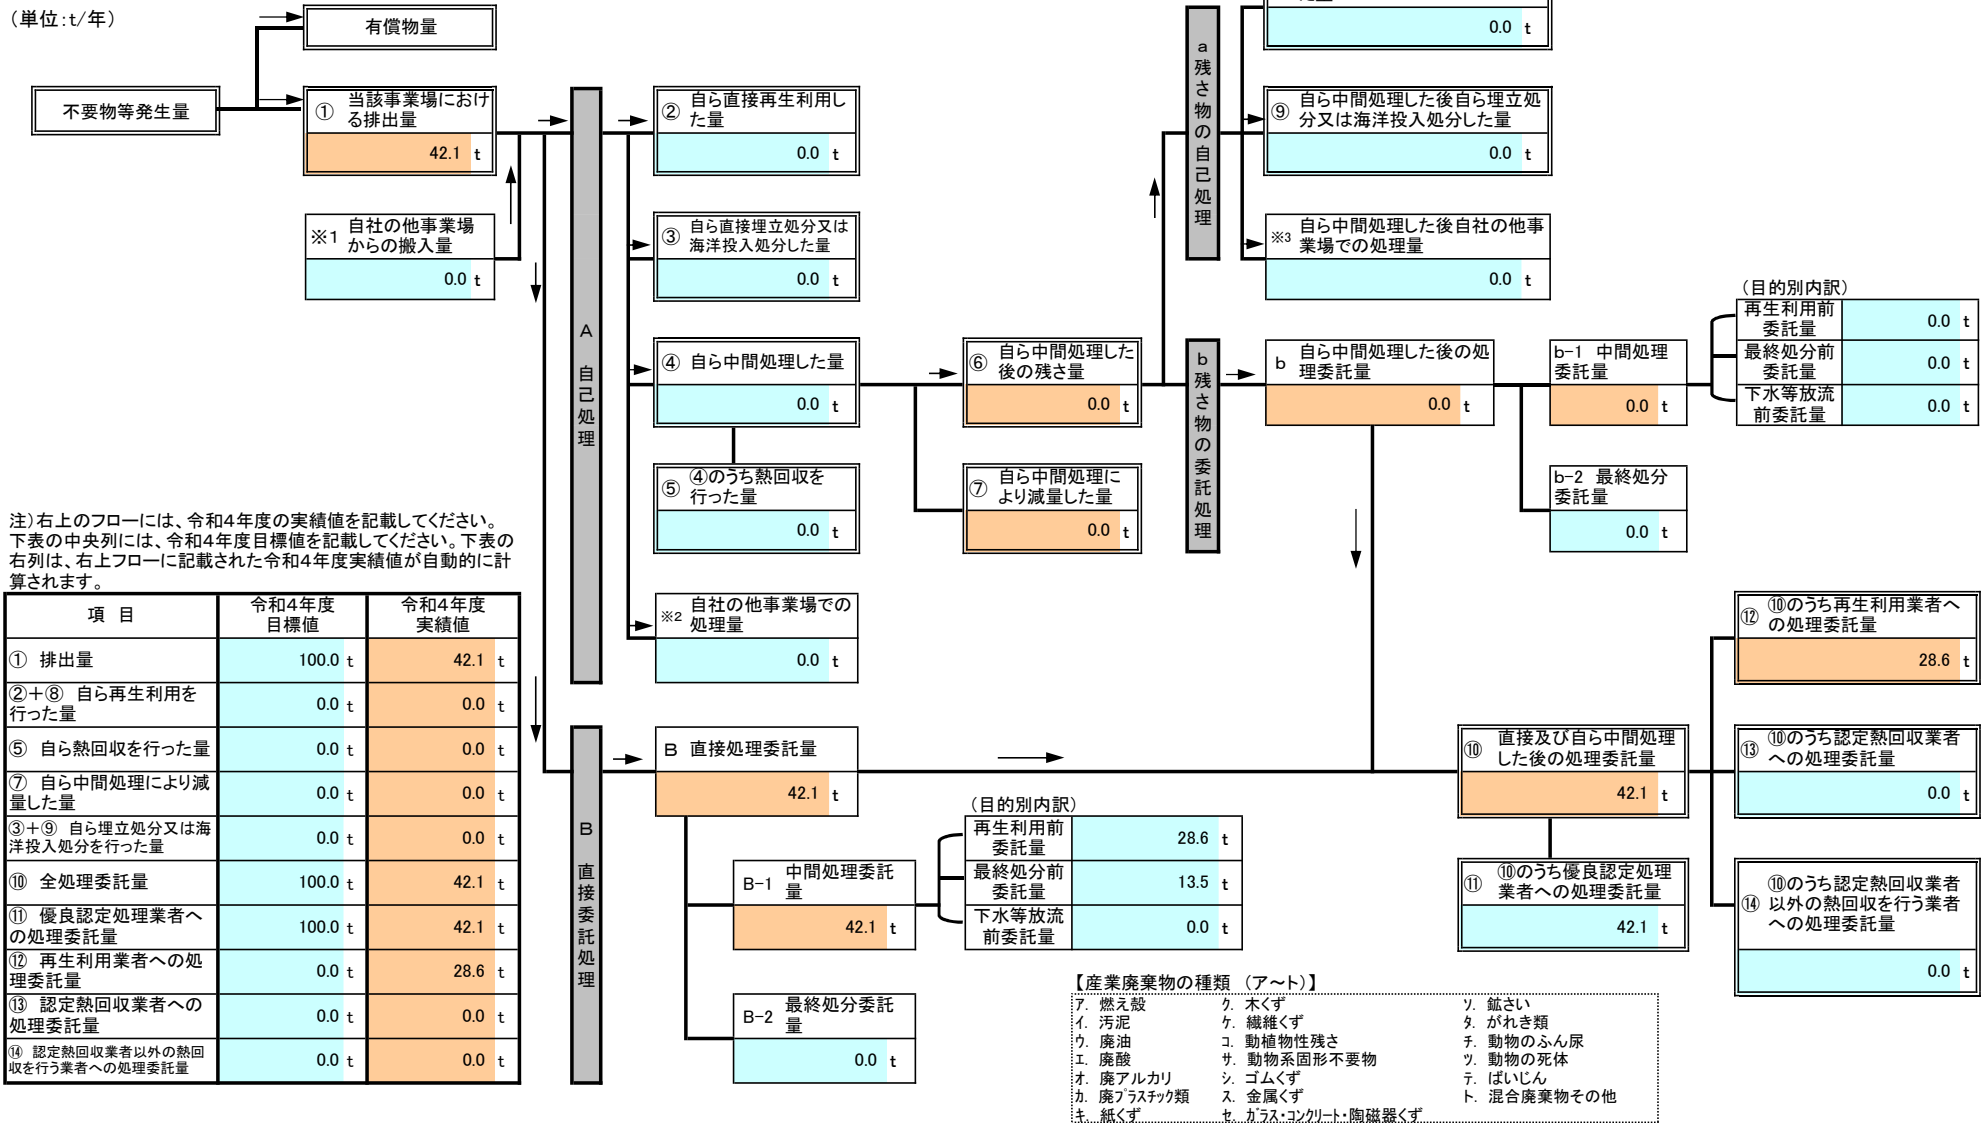 （単位：t/年）
有償物量
不要物等発生量
① 当該事業場におけ
る排出量
42.1 t
※1 自社の他事業場
からの搬入量
0.0 t
A 自己処理
② 自ら直接再生利用し
た量
0.0 t
③ 自ら直接埋立処分又は
海洋投入処分した量
0.0 t
④ 自ら中間処理した量
0.0 t
⑤ ④のうち熱回収を
行った量
0.0 t
※2 自社の他事業場での
処理量
0.0 t
⑥ 自ら中間処理した
後の残さ量
0.0 t
⑦ 自ら中間処理に
より減量した量
0.0 t
a 残さ物の自己処理
0.0 t
⑨ 自ら中間処理した後自ら埋立処
分又は海洋投入処分した量
0.0 t
※3 自ら中間処理した後自社の他事
業場での処理量
0.0 t
b 残さ物の委託処理
b 自ら中間処理した後の処
理委託量
0.0 t
b-1 中間処理
委託量
0.0 t
b-2 最終処分
委託量
0.0 t
（目的別内訳）
再生利用前
委託量
0.0 t
最終処分前
委託量
0.0 t
下水等放流
前委託量
0.0 t
注）右上のフローには、令和４年度の実績値を記載してください。
下表の中央列には、令和４年度目標値を記載してください。下表の
右列は、右上フローに記載された令和４年度実績値が自動的に計
算されます。
項 目
令和４年度
目標値
令和４年度
実績値
① 排出量
100.0 t
42.1 t
②＋⑧ 自ら再生利用を
行った量
0.0 t
0.0 t
⑤ 自ら熱回収を行った量
0.0 t
0.0 t
⑦ 自ら中間処理により減
量した量
0.0 t
0.0 t
③＋⑨ 自ら埋立処分又は海
洋投入処分を行った量
0.0 t
0.0 t
⑩ 全処理委託量
100.0 t
42.1 t
⑪ 優良認定処理業者へ
の処理委託量
100.0 t
42.1 t
⑫ 再生利用業者への処
理委託量
0.0 t
28.6 t
⑬ 認定熱回収業者への
処理委託量
0.0 t
0.0 t
⑭ 認定熱回収業者以外の熱回
収を行う業者への処理委託量
0.0 t
0.0 t
B 直接委託処理
B 直接処理委託量
42.1 t
B-1 中間処理委託
量
42.1 t
B-2 最終処分委託
量
0.0 t
（目的別内訳）
再生利用前
委託量
28.6 t
最終処分前
委託量
13.5 t
下水等放流
前委託量
0.0 t
⑩ 直接及び自ら中間処理
した後の処理委託量
42.1 t
⑪ ⑩のうち優良認定処理
業者への処理委託量
42.1 t
⑫ ⑩のうち再生利用業者へ
の処理委託量
28.6 t
⑬ ⑩のうち認定熱回収業者
への処理委託量
0.0 t
⑭ ⑩のうち認定熱回収業者
以外の熱回収を行う業者
への処理委託量
0.0 t
【産業廃棄物の種類 （ア～ト）】
ア. 燃え殻
イ. 汚泥
ウ. 廃油
エ. 廃酸
オ. 廃アルカリ
カ. 廃プラスチック類
キ. 紙くず
ク. 木くず
ケ. 繊維くず
コ. 動植物性残さ
サ. 動物系固形不要物
シ. ゴムくず
ス. 金属くず
セ. ガラス・コンクリート・陶磁器くず
ソ. 鉱さい
タ. がれき類
チ. 動物のふん尿
ツ. 動物の死体
テ. ばいじん
ト. 混合廃棄物その他